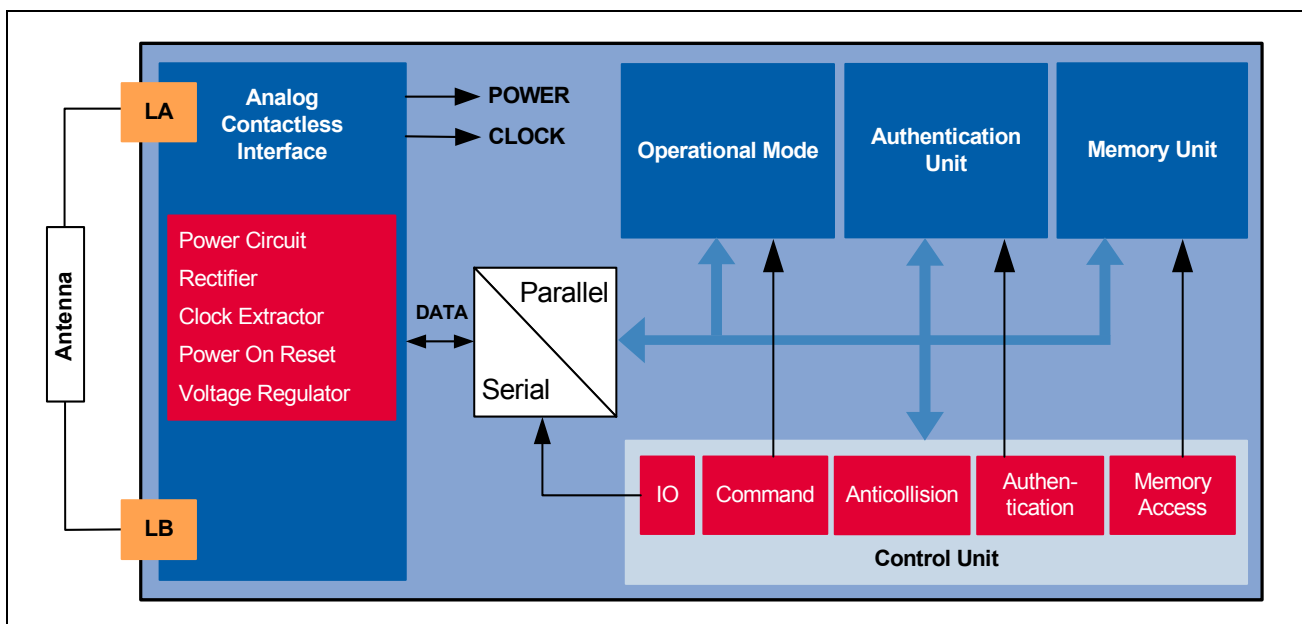 LA
Analog
Contactless
Interface
POWER
CLOCK
Operational Mode
Authentication
Unit
Memory Unit
Antenna
Power Circuit
Rectifier
Clock Extractor
Power On Reset
Voltage Regulator
DATA
Parallel
Serial
LB
IO
Command
Anticollision
Authen-
tication
Memory
Access
Control Unit